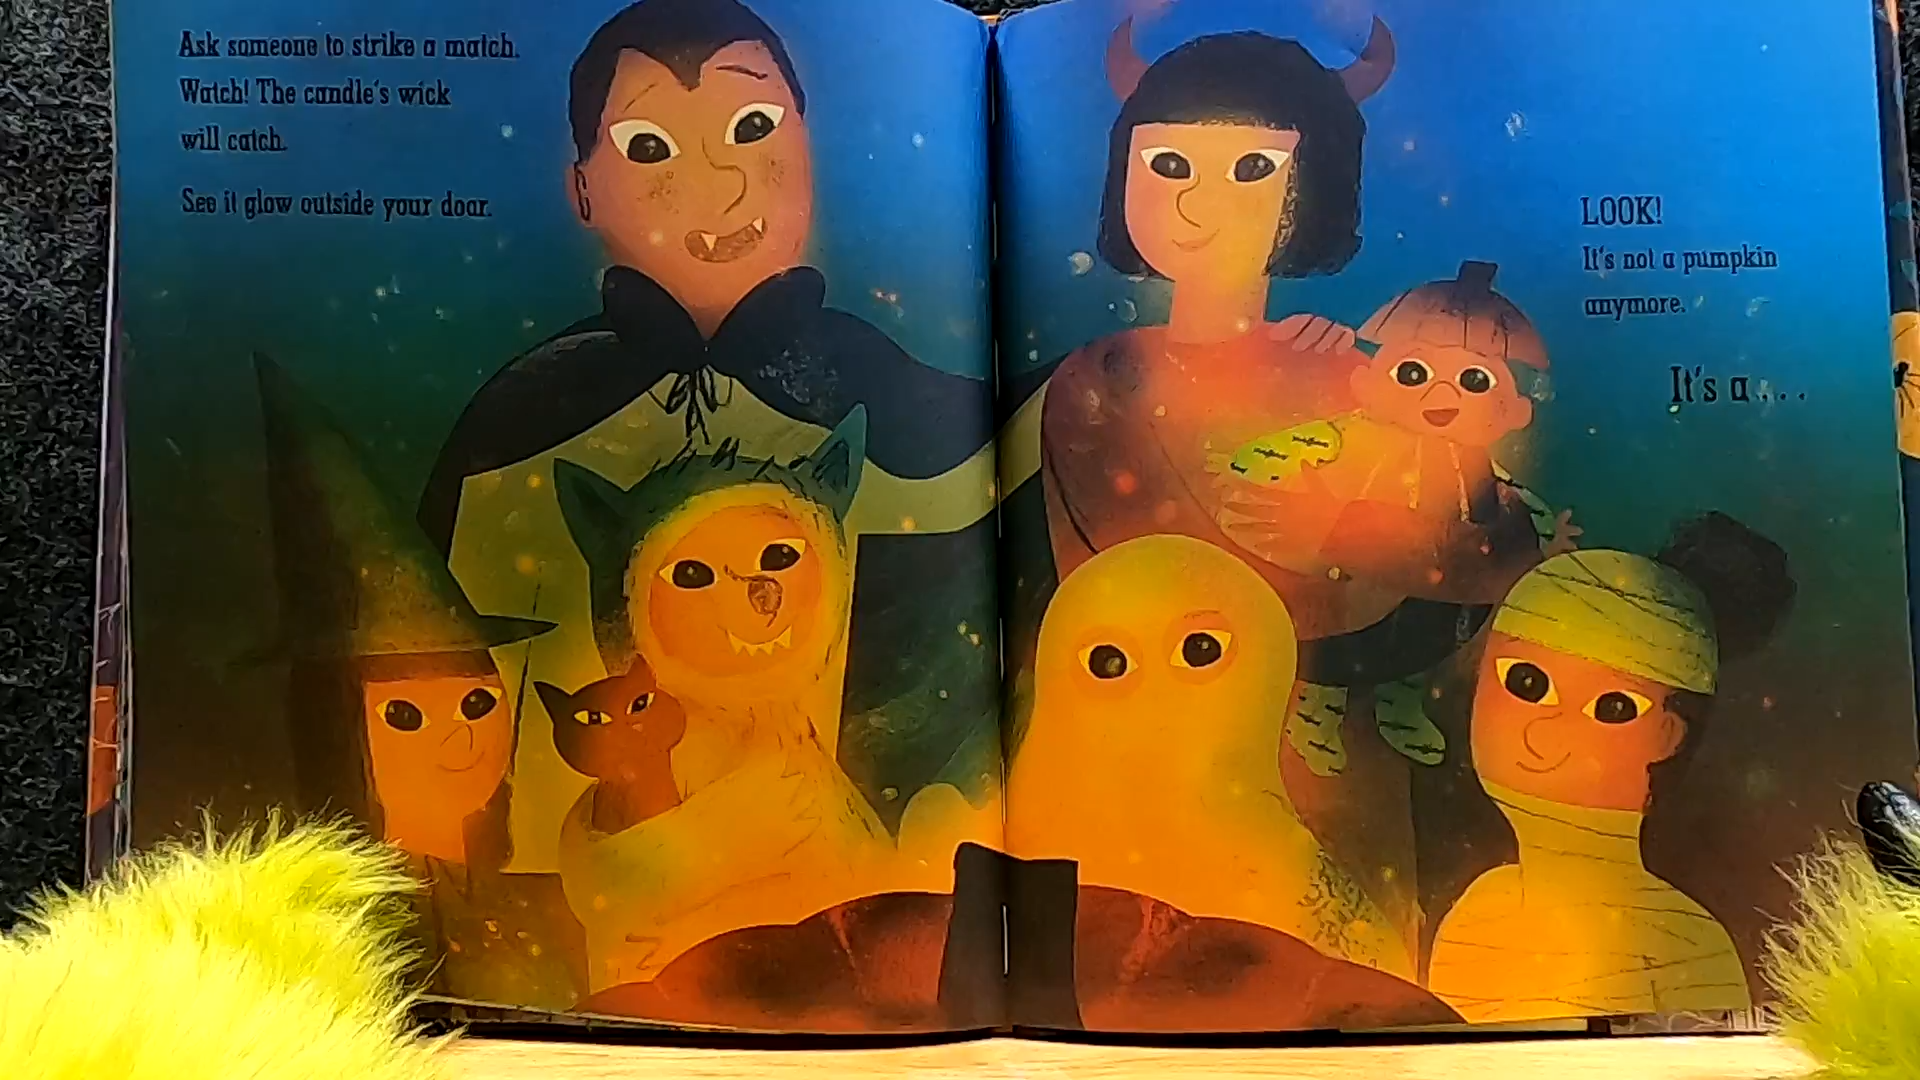 Ask someone to strike a match.
Watch! The candle's wick
will catch.
See it glow outside your door.
LOOK!
It's not a pumpkin
anymore.
It's a . . .